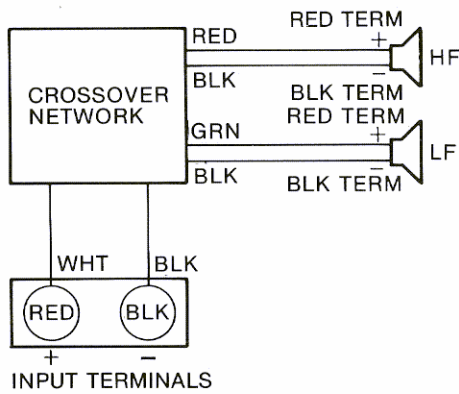 RED
RED TERM
+
HF
−
BLK
BLK TERM
CROSSOVER
NETWORK
GRN
RED TERM
+
LF
−
BLK
BLK TERM
WHT
BLK
RED
BLK
+
−
INPUT TERMINALS